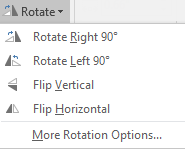 Rotate
Rotate Right 90°
Rotate Left 90°
Flip Vertical
Flip Horizontal
More Rotation Options...